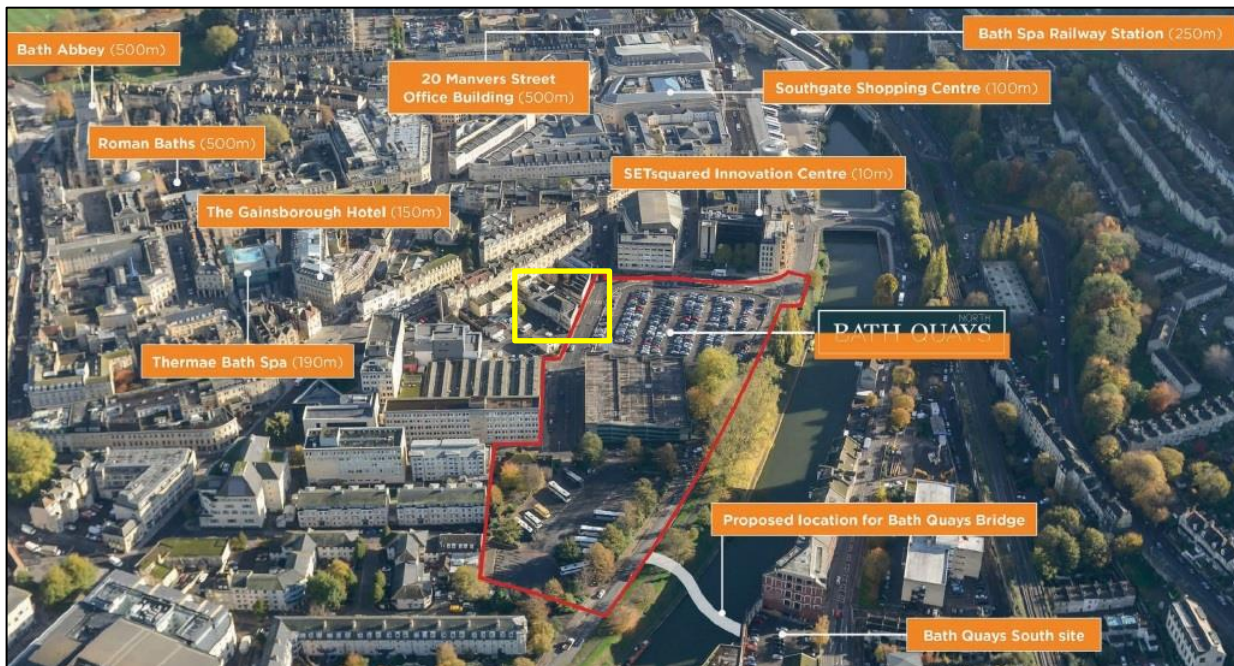 Bath Abbey (500m)
Bath Spa Railway Station (250m)
20 Manvers Street
Office Building (500m)
Southgate Shopping Centre (100m)
Roman Baths (500m)
SETsquared Innovation Centre (10m)
The Gainsborough Hotel (150m)
NORTH
BATH QUAYS
Thermae Bath Spa (190m)
Proposed location for Bath Quays Bridge
Bath Quays South site